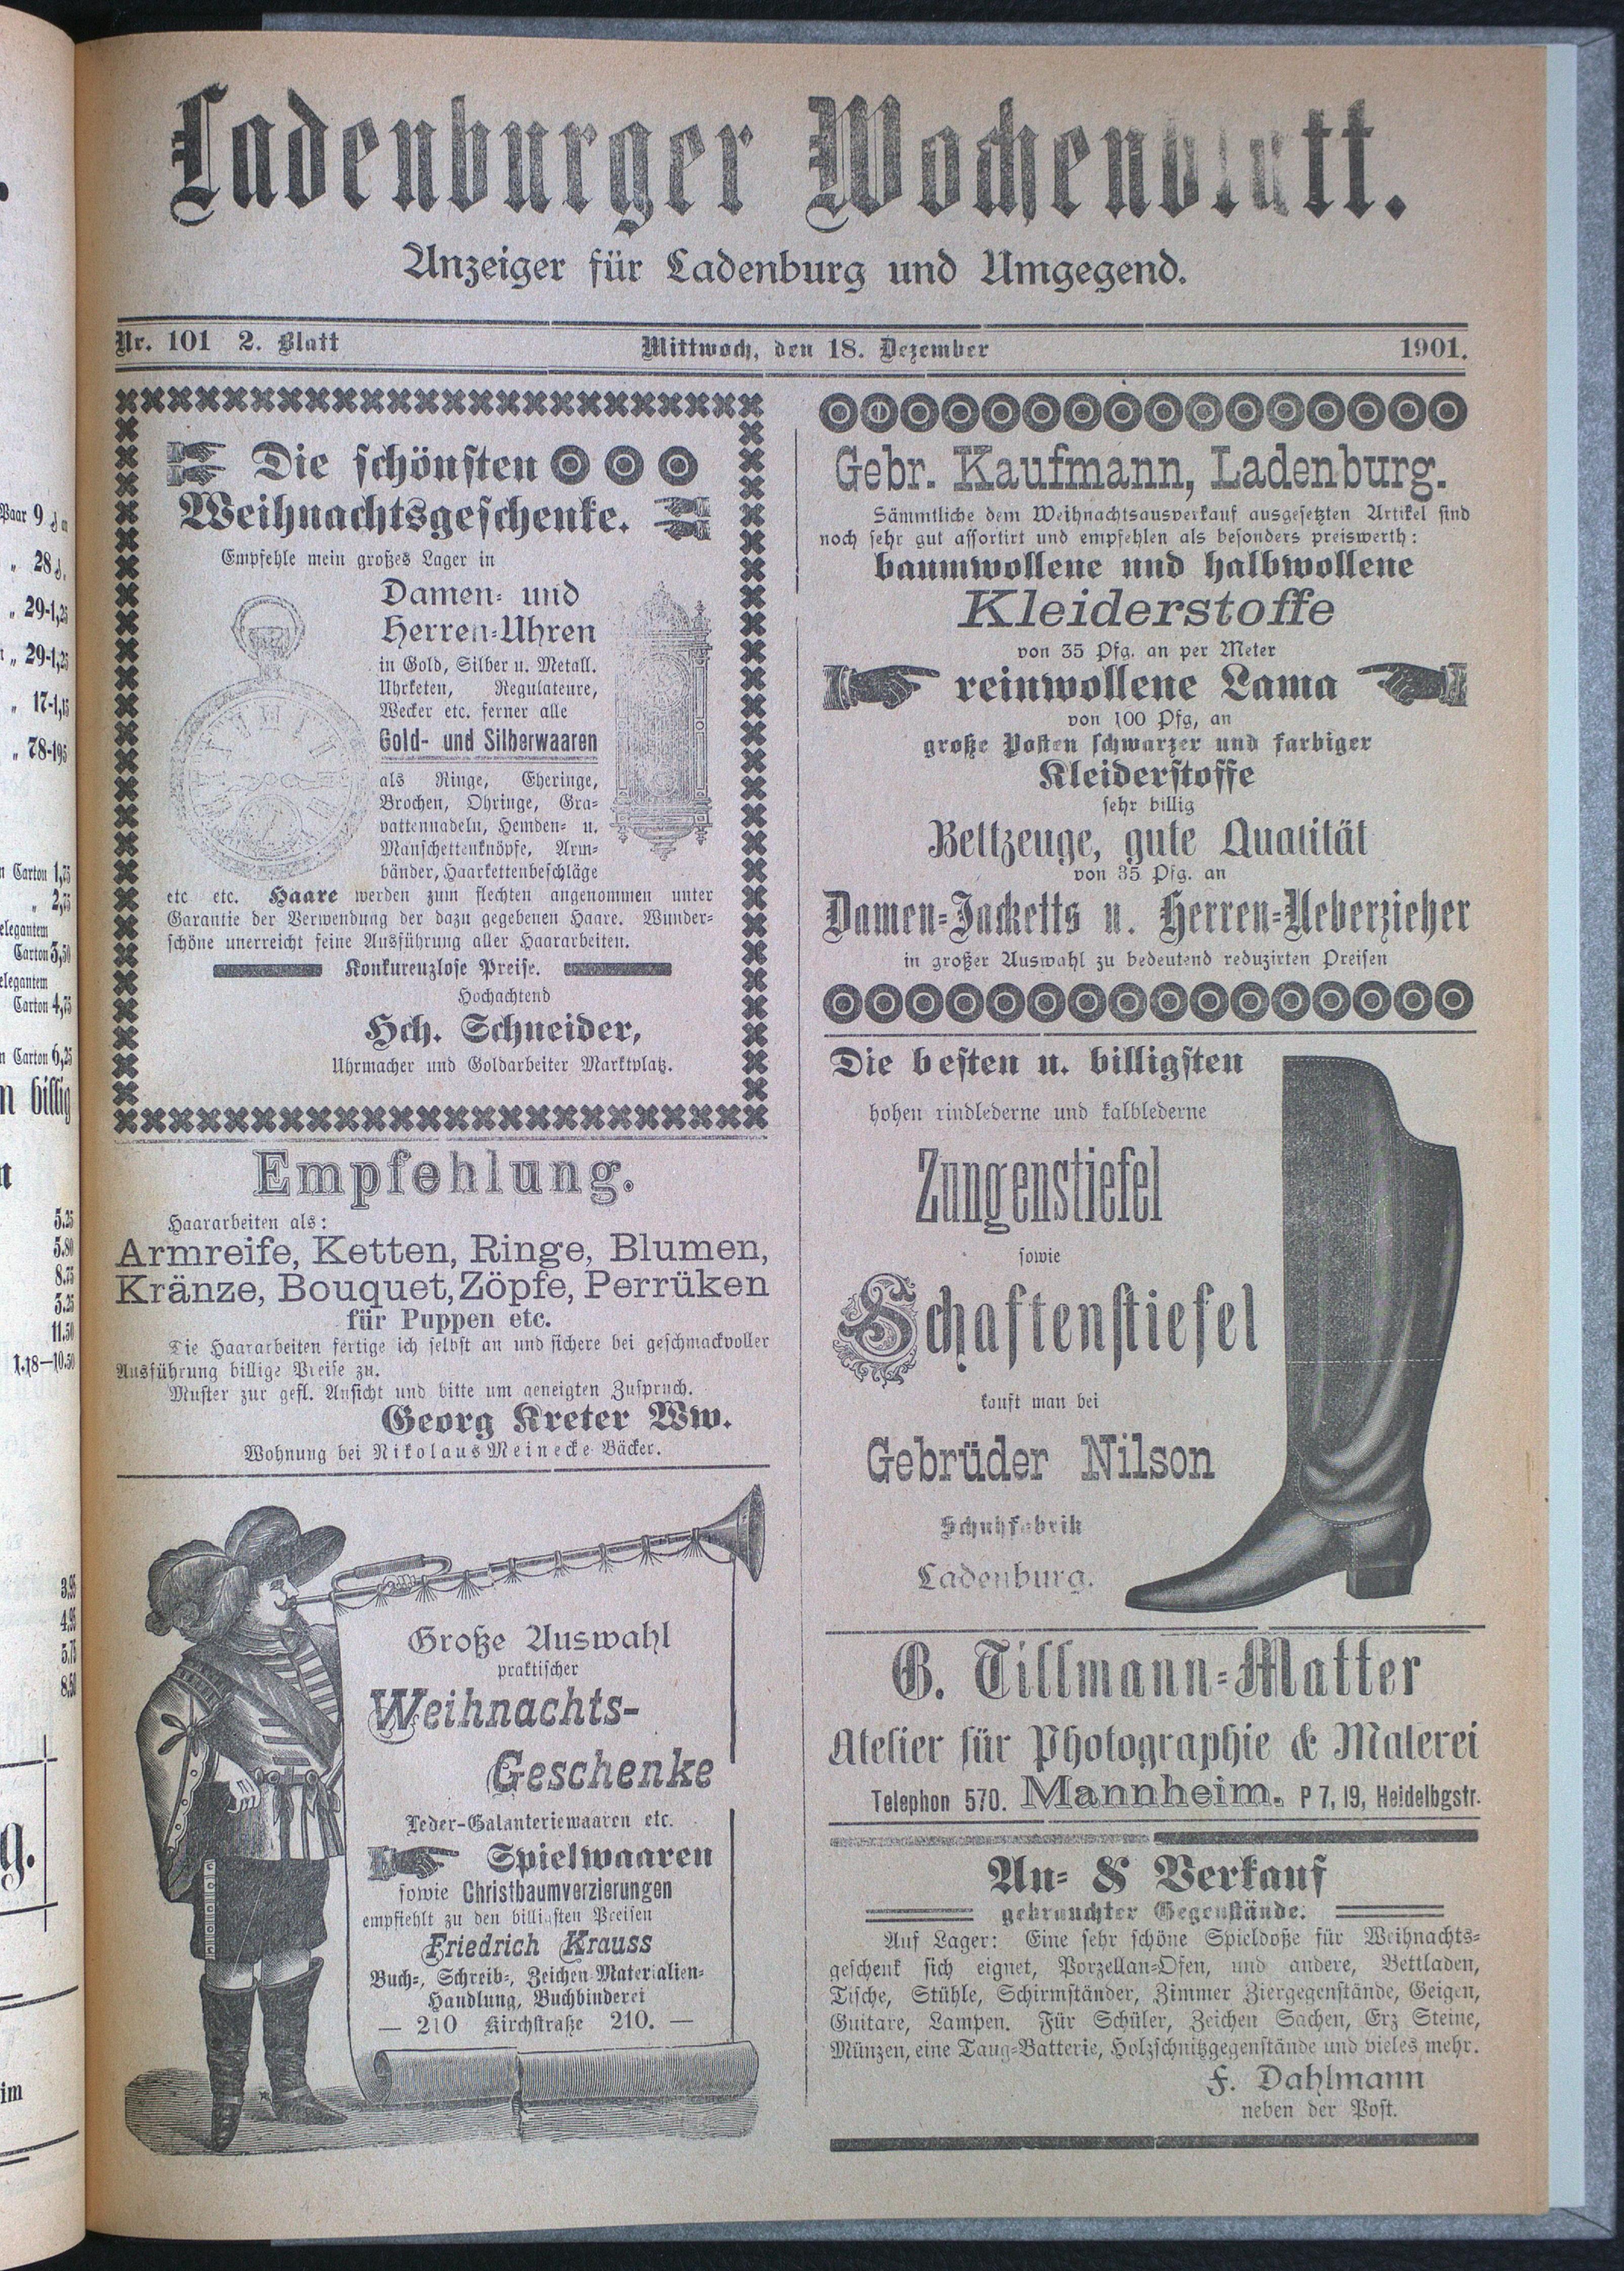 Ladenburger Wochenblatt.
Anzeiger für Ladenburg und Umgegend.
Nr. 101 2. Blatt Mittwoch, den 18. Dezember 1901.
Die schönsten
Weihnachtsgeschenke.
Empfehle mein großes Lager in
Damen- und
Herren-Uhren
in Gold, Silber u. Metall.
Uhrketen, Regulateure,
Wecker etc. ferner alle
Gold- und Silberwaaren
als Ringe, Eheringe,
Brochen, Ohringe, Gra-
vattennadeln, Hemden- u.
Manschettenknöpfe, Arm-
bänder, Haarkettenbeschläge
etc etc. Haare werden zum flechten angenommen unter
Garantie der Verwendung der dazu gegebenen Haare. Wunder-
schöne unerreicht feine Ausführung aller Haararbeiten.
Konkurenzlose Preise.
Hochachtend
Hch. Schneider,
Uhrmacher und Goldarbeiter Marktplatz.
Empfehlung.
Haararbeiten als:
Armreife, Ketten, Ringe, Blumen,
Kränze, Bouquet, Zöpfe, Perrüken
für Puppen etc.
Die Haararbeiten fertige ich selbst an und sichere bei geschmackvoller
Ausführung billige Preise zu.
Muster zur gefl. Ansicht und bitte um geneigten Zuspruch.
Georg Kreter Ww.
Wohnung bei Nikolaus Meinecke Bäcker.
Große Auswahl
praktischer
Weihnachts-
Geschenke
Leder-Galanteriewaaren etc.
Spielwaaren
sowie Christbaumverzierungen
empfiehlt zu den billigsten Preisen
Friedrich Krauss
Buch-, Schreib-, Zeichen-Materialien-
Handlung, Buchbinderei
— 210 Kirchstraße 210. —
Gebr. Kaufmann, Ladenburg.
Sämmtliche dem Weihnachtsausverkauf ausgesetzten Artikel sind
noch sehr gut assortirt und empfehlen als besonders preiswerth:
baumwollene und halbwollene
Kleiderstoffe
von 35 Pfg. an per Meter
reinwollene Lama
von 100 Pfg, an
große Posten schwarzer und farbiger
Kleiderstoffe
sehr billig
Bettzeuge, gute Qualität
von 35 Pfg. an
Damen-Jacketts u. Herren-Ueberzieher
in großer Auswahl zu bedeutend reduzirten Preisen
Die besten u. billigsten
hohen rindlederne und kalblederne
Zungenstiefel
sowie
Schaftenstiefel
kauft man bei
Gebrüder Nilson
Schuhfabrik
Ladenburg.
G. Tillmann-Matter
Atelier für Photographie & Malerei
Telephon 570. Mannheim. P 7, 19, Heidelbgstr.
An- & Verkauf
gebrauchter Gegenstände.
Auf Lager: Eine sehr schöne Spieldoße für Weihnachts-
geschenk sich eignet, Porzellan-Ofen, und andere, Bettladen,
Tische, Stühle, Schirmständer, Zimmer Ziergegenstände, Geigen,
Guitare, Lampen. Für Schüler, Zeichen Sachen, Erz Steine,
Münzen, eine Taug-Batterie, Holzschnitzgegenstände und vieles mehr.
F. Dahlmann
neben der Post.